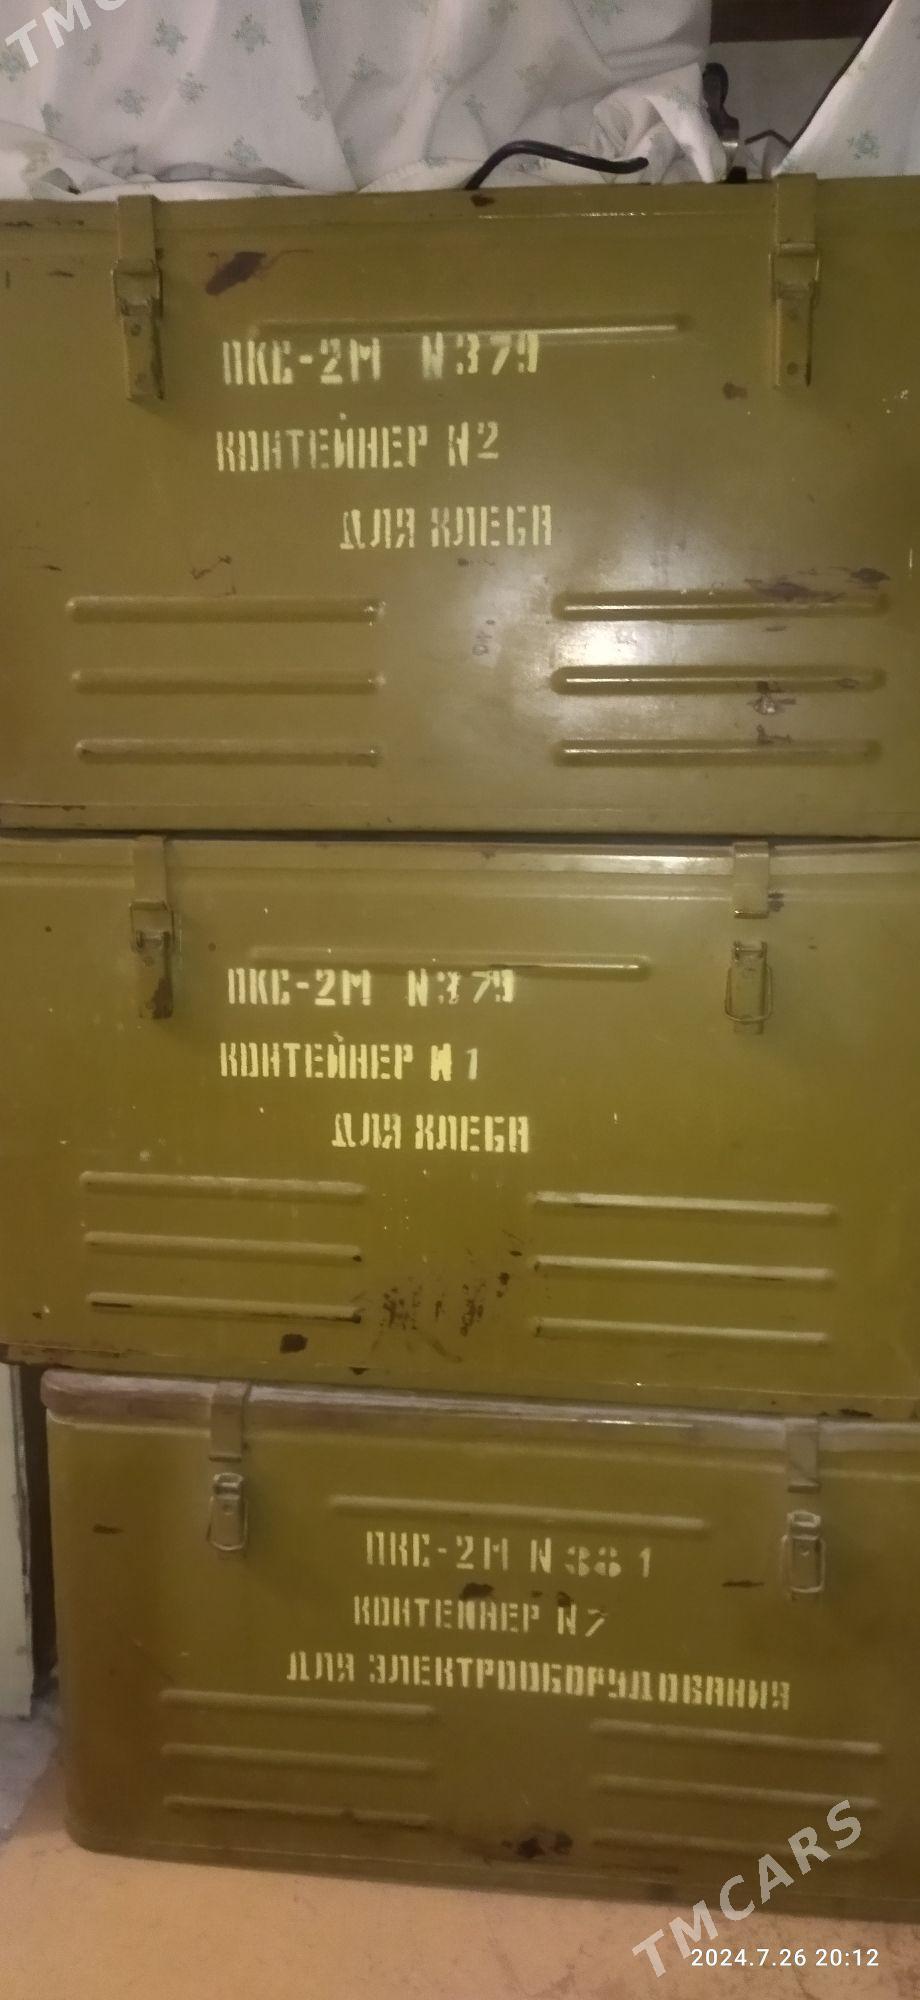 TMC
ПКС-2М N379
КОНТЕЙНЕР N2
ДЛЯ ХЛЕБА
ПКС-2М N379
КОНТЕЙНЕР N1
ДЛЯ ХЛЕБА
ПКС-2М N381
КОНТЕЙНЕР N7
ДЛЯ ЭЛЕКТРООБОРУДОВАНИЯ
TMCARS
2024.7.26 20:12